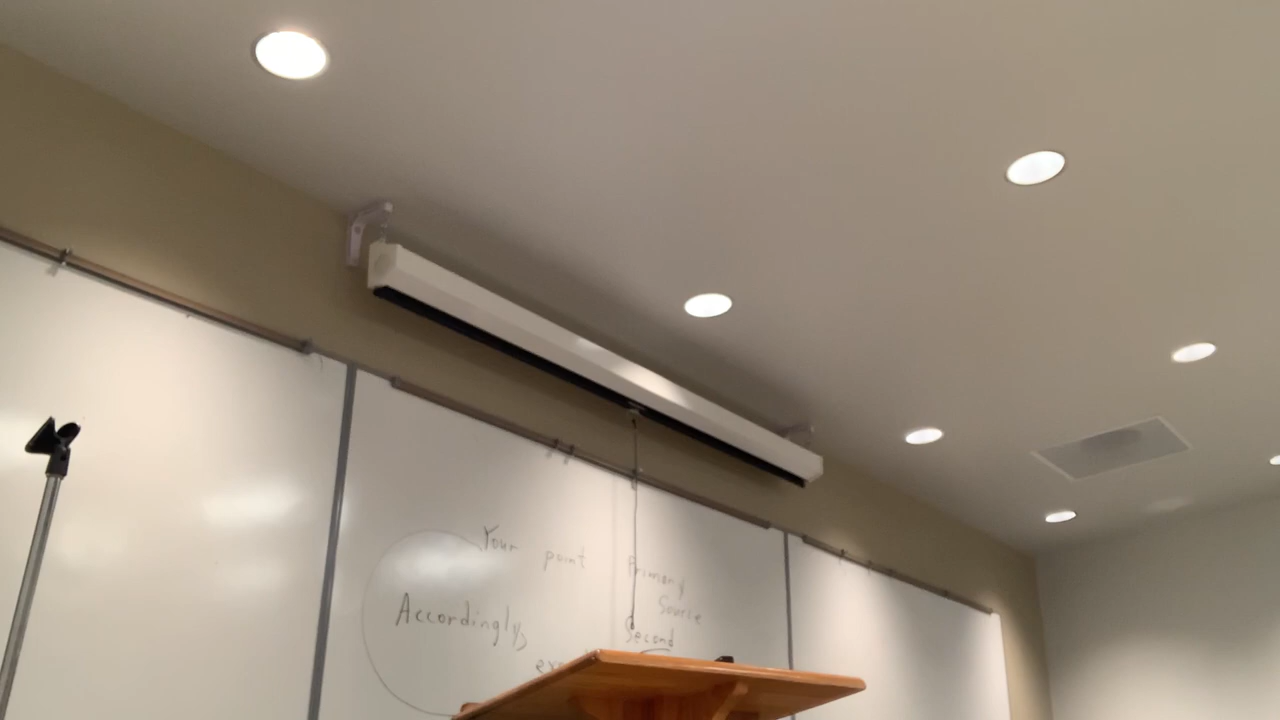 Your point
Accordingly,
Primary
Source
Second